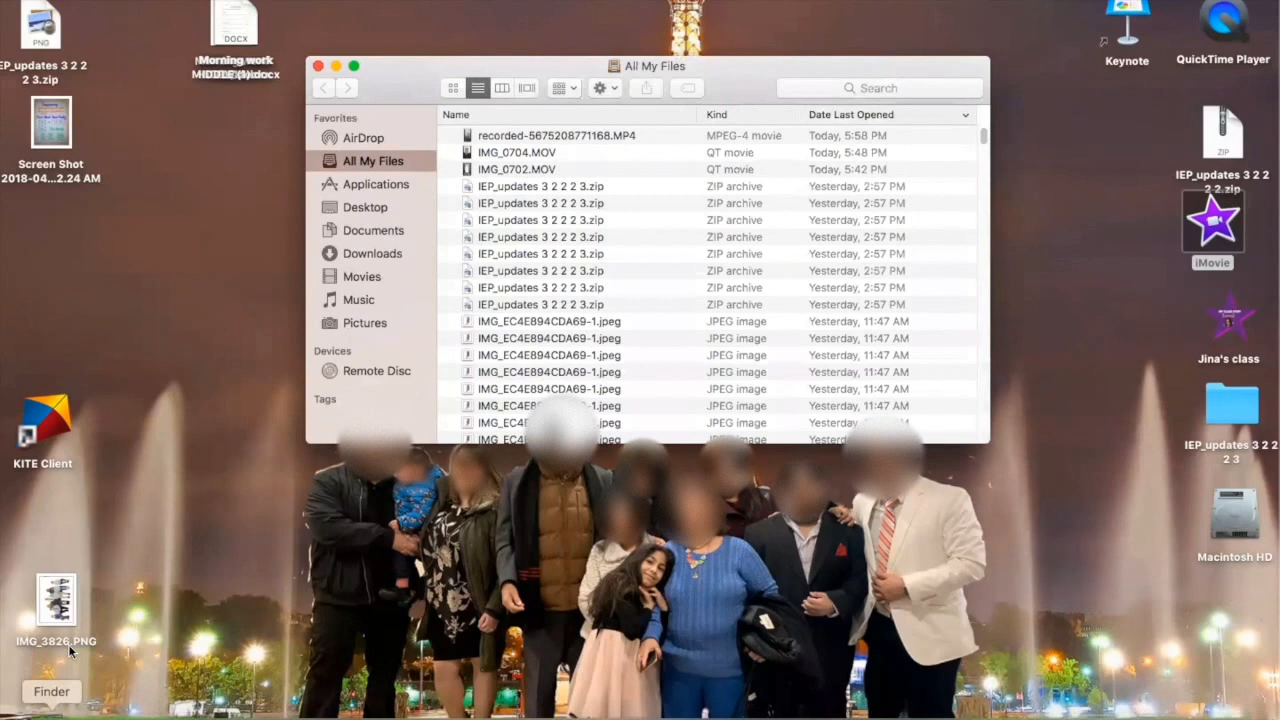 PNG
IEP_updates 3 2 2
2 3.zip
DOCX
Morning work
MIDDLE
Screen Shot
2018-04...2.24 AM
KITE Client
IMG_3826.PNG
Finder
All My Files
Search
Favorites
AirDrop
All My Files
Applications
Desktop
Documents
Downloads
Movies
Music
Pictures
Devices
Remote Disc
Tags
Name Kind Date Last Opened
recorded-5675208771168.MP4 MPEG-4 movie Today, 5:58 PM
IMG_0704.MOV QT movie Today, 5:48 PM
IMG_0702.MOV QT movie Today, 5:42 PM
IEP_updates 3 2 2 2 3.zip ZIP archive Yesterday, 2:57 PM
IEP_updates 3 2 2 2 3.zip ZIP archive Yesterday, 2:57 PM
IEP_updates 3 2 2 2 3.zip ZIP archive Yesterday, 2:57 PM
IEP_updates 3 2 2 2 3.zip ZIP archive Yesterday, 2:57 PM
IEP_updates 3 2 2 2 3.zip ZIP archive Yesterday, 2:57 PM
IEP_updates 3 2 2 2 3.zip ZIP archive Yesterday, 2:57 PM
IEP_updates 3 2 2 2 3.zip ZIP archive Yesterday, 2:57 PM
IEP_updates 3 2 2 2 3.zip ZIP archive Yesterday, 2:57 PM
IMG_EC4E894CDA69-1.jpeg JPEG image Yesterday, 11:47 AM
IMG_EC4E894CDA69-1.jpeg JPEG image Yesterday, 11:47 AM
IMG_EC4E894CDA69-1.jpeg JPEG image Yesterday, 11:47 AM
IMG_EC4E894CDA69-1.jpeg JPEG image Yesterday, 11:47 AM
IMG_EC4E894CDA69-1.jpeg JPEG image Yesterday, 11:47 AM
IMG_EC4E894CDA69-1.jpeg JPEG image Yesterday, 11:47 AM
IMG_EC4E894CDA69-1.jpeg JPEG image Yesterday, 11:47 AM
Keynote
QuickTime Player
ZIP
IEP_updates 3 2 2
2 2.zip
iMovie
Jina's class
IEP_updates 3 2 2
2 3
Macintosh HD